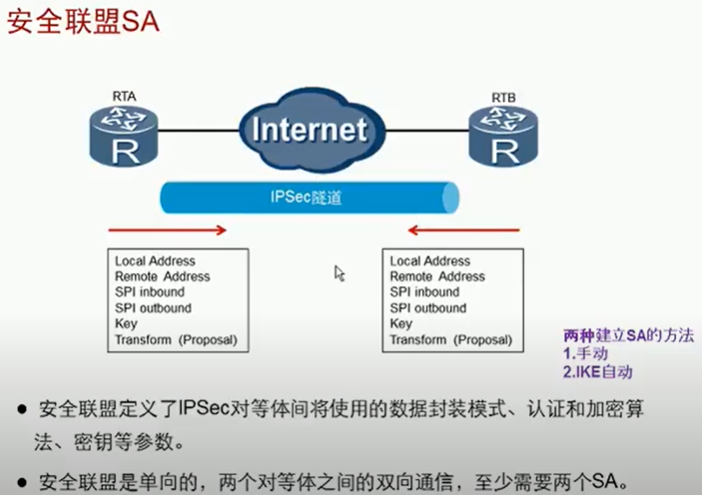 安全联盟SA
RTA
RTB
R
Internet
R
IPSec隧道
Local Address
Remote Address
SPI inbound
SPI outbound
Key
Transform (Proposal)
Local Address
Remote Address
SPI inbound
SPI outbound
Key
Transform (Proposal)
两种建立SA的方法
1.手动
2.IKE自动
● 安全联盟定义了IPSec对等体间将使用的数据封装模式、认证和加密算
法、密钥等参数。
● 安全联盟是单向的，两个对等体之间的双向通信，至少需要两个SA。